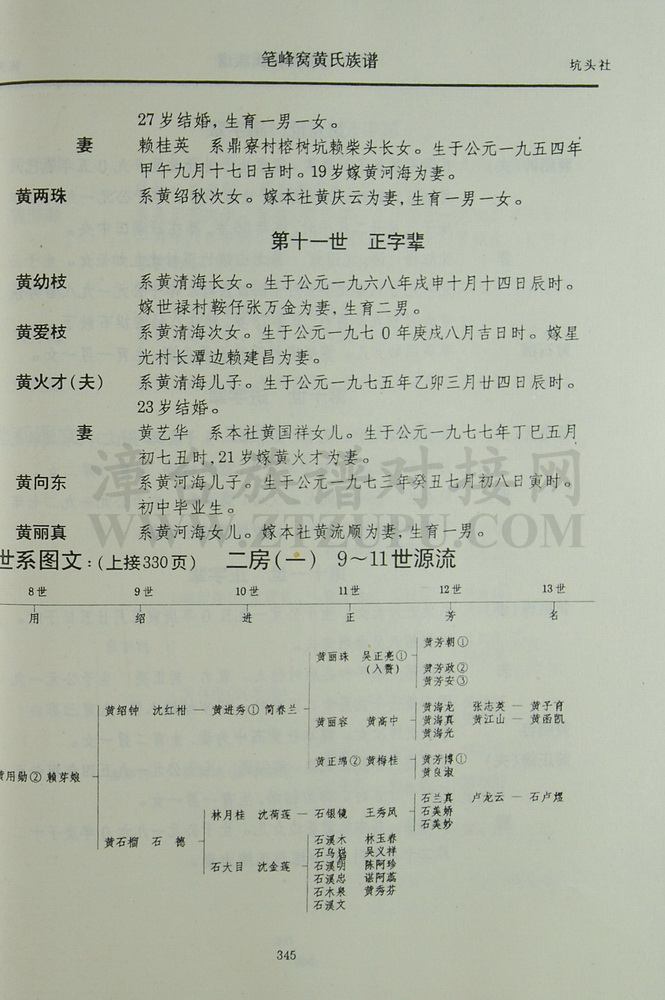 笔峰窝黄氏族谱 坑头社
27岁结婚,生育一男一女。
妻 赖桂英 系鼎寮村榕树坑赖柴头长女。生于公元一九五四年
甲午九月十七日吉时。19岁嫁黄河海为妻。
黄两珠 系黄绍秋次女。嫁本社黄庆云为妻,生育一男一女。
第十一世 正字辈
黄幼枝 系黄清海长女。生于公元一九六八年戊申十月十四日辰时。
嫁世禄村鞍仔张万金为妻,生育二男。
黄爱枝 系黄清海次女。生于公元一九七0年庚戌八月吉日时。嫁星
光村长潭边赖建昌为妻。
黄火才(夫) 系黄清海儿子。生于公元一九七五年乙卯三月廿四日辰时。
23岁结婚。
妻 黄艺华 系本社黄国祥女儿。生于公元一九七七年丁巳五月
初七丑时,21岁嫁黄火才为妻。
黄向东 系黄河海儿子。生于公元一九七三年癸丑七月初八日寅时。
初中毕业生。
黄丽真 系黄河海女儿。嫁本社黄流顺为妻,生育一男。
漳台族谱对接网
WWW.ZTZUPU.COM
世系图文:(上接330页) 二房(一) 9~11世源流
8世 9世 10世 11世 12世 13世
用 绍 进 正 芳 名
黄芳朝①
黄丽珠 吴正亮① 黄芳政②
(入赘) 黄芳安③
黄海龙 张志英 黄子育
黄绍钟 沈红柑 黄进秀① 简春兰 黄丽容 黄高中 黄海真 黄江山 黄函凯
黄海光
黄正绵② 黄梅桂 黄芳博①
黄良淑
黄用勋② 赖芽娘
石兰真 卢龙云 石卢煜
林月桂 沈荷莲 石银镜 王秀凤 石美娇
石美妙
黄石榴 石德
石溪木 林玉春
吴义祥
石大目 沈金莲 石溪明 陈阿珍
石溪忠 谌阿蕊
石木泉 黄秀芬
石溪文
345